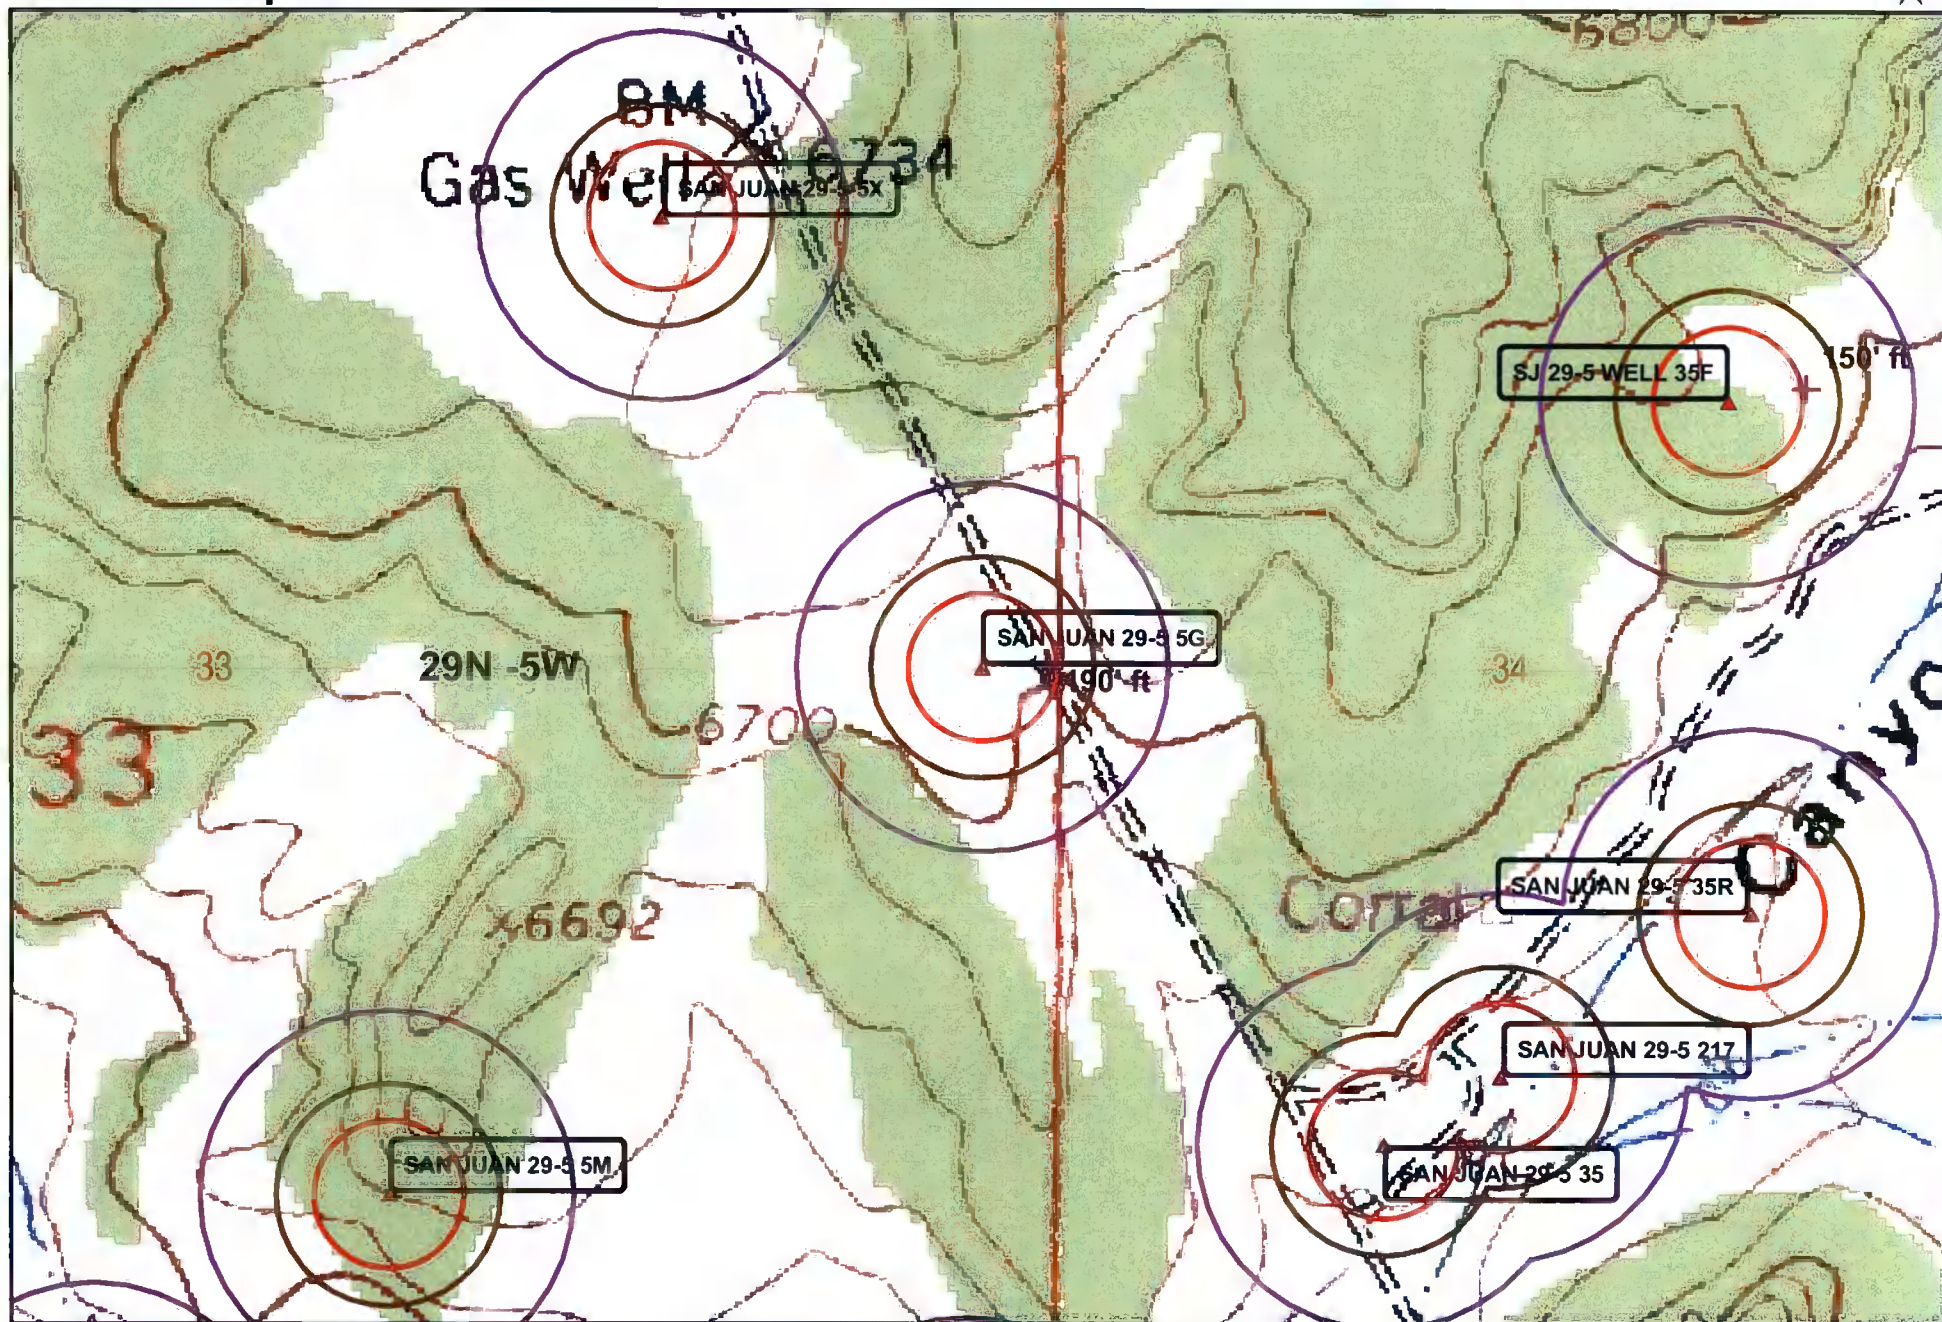 6800
BM
Gas Well 6734
SAN JUAN 29-5 5X
150' ft
SJ 29-5 WELL 35F
SAN JUAN 29-5 5G
33
29N -5W
34
190' ft
6700
33
Canyo
SAN JUAN 29-5 35R
Corral
×6692
SAN JUAN 29-5 217
SAN JUAN 29-5 5M
SAN JUAN 29-5 35